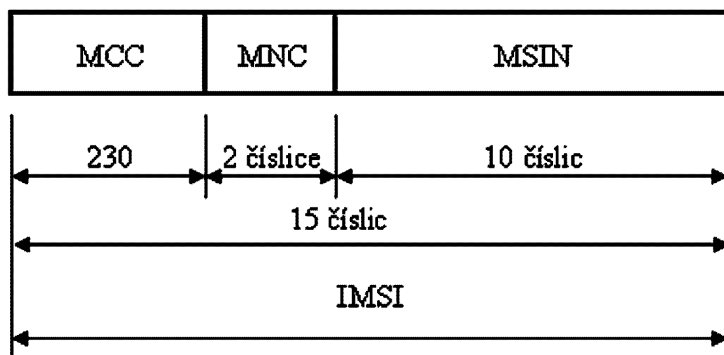 MCC MNC MSIN
230 2 číslice 10 číslic
15 číslic
IMSI